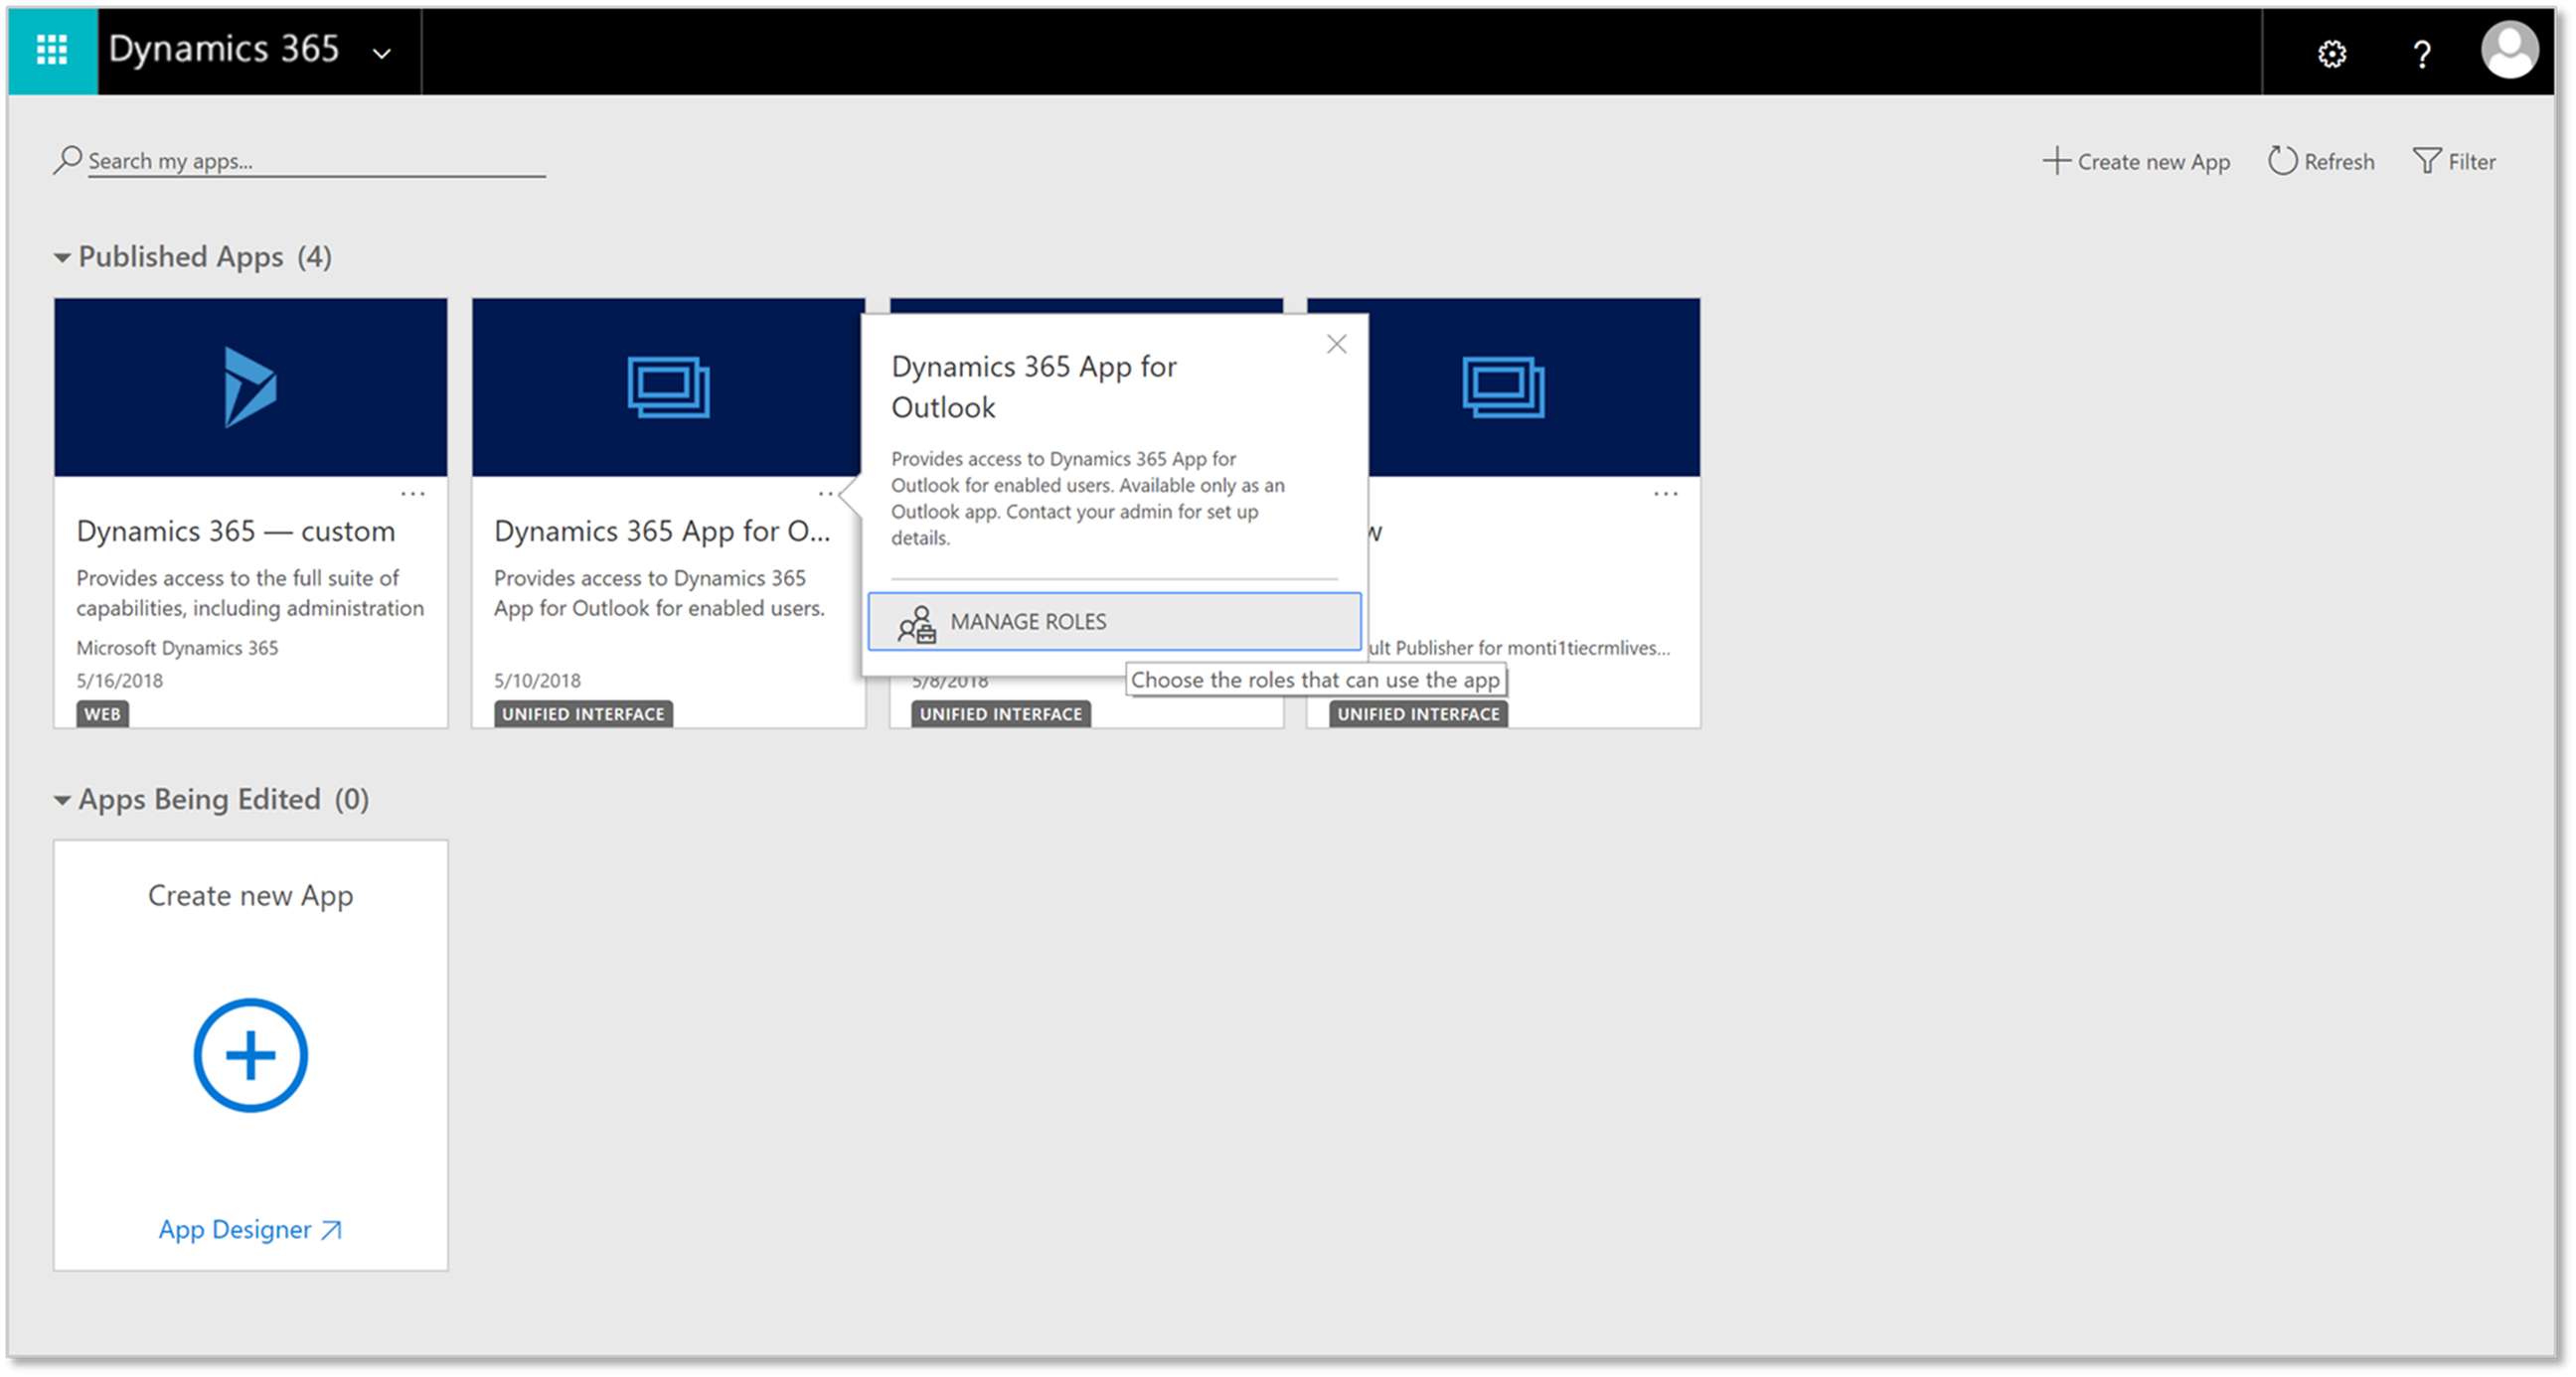 Dynamics 365
?
Search my apps...
Create new App
Refresh
Filter
Published Apps (4)
Dynamics 365 — custom
Provides access to the full suite of
capabilities, including administration
Microsoft Dynamics 365
5/16/2018
WEB
Dynamics 365 App for O...
Provides access to Dynamics 365
App for Outlook for enabled users.
5/10/2018
UNIFIED INTERFACE
Dynamics 365 App for
Outlook
Provides access to Dynamics 365 App for
Outlook for enabled users. Available only as an
Outlook app. Contact your admin for set up
details.
MANAGE ROLES
Choose the roles that can use the app
5/8/2018
UNIFIED INTERFACE
Publisher for monti1tiecrmlives...
UNIFIED INTERFACE
Apps Being Edited (0)
Create new App
App Designer